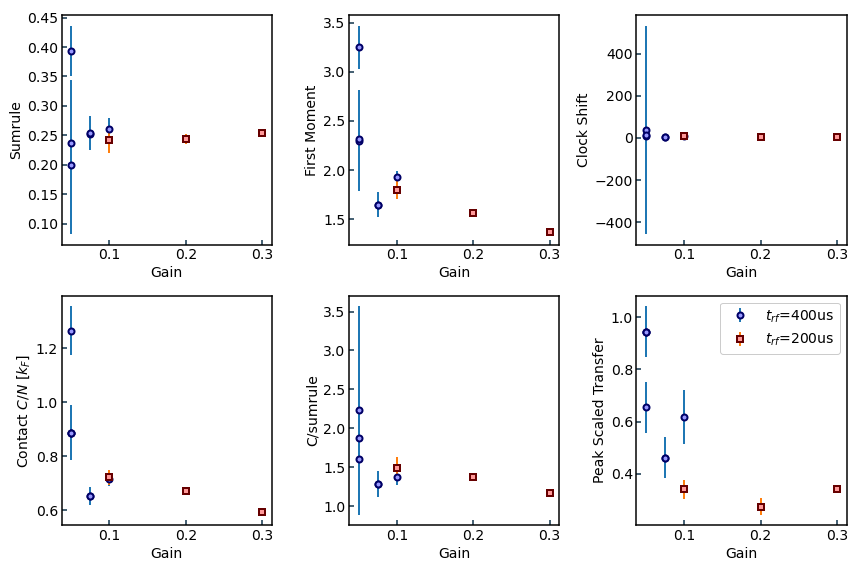 0.45
0.40
0.35
0.30
0.25
0.20
0.15
0.10
Sumrule
0.1 0.2 0.3
Gain
3.5
3.0
2.5
2.0
1.5
First Moment
0.1 0.2 0.3
Gain
400
200
0
−200
−400
Clock Shift
0.1 0.2 0.3
Gain
1.2
1.0
0.8
0.6
Contact C/N [k_F]
0.1 0.2 0.3
Gain
3.5
3.0
2.5
2.0
1.5
1.0
C/sumrule
0.1 0.2 0.3
Gain
1.0
0.8
0.6
0.4
Peak Scaled Transfer
t_rf=400us
t_rf=200us
0.1 0.2 0.3
Gain